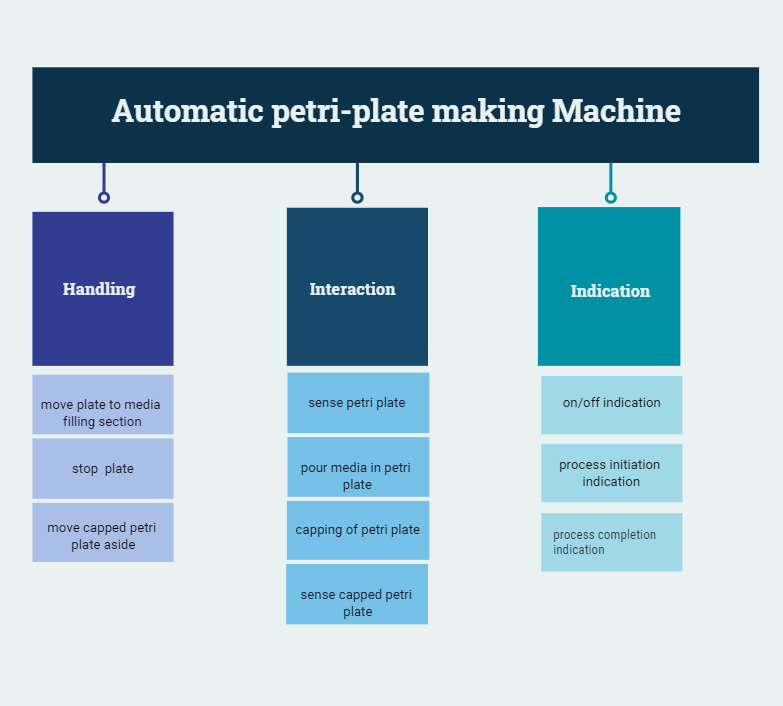 Automatic petri-plate making Machine
Handling
move plate to media
filling section
stop  plate
move capped petri
plate aside
Interaction
sense petri plate
pour media in petri
plate
capping of petri plate
sense capped petri
plate
Indication
on/off indication
process initiation
indication
process completion
indication